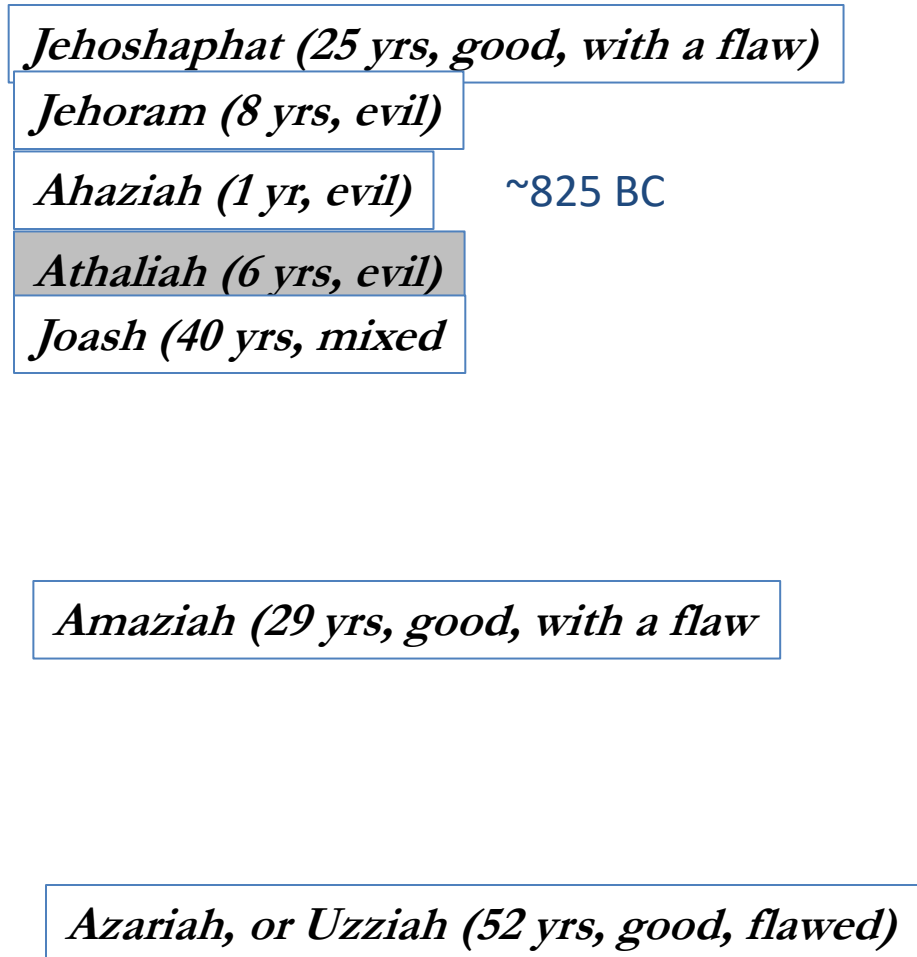 Jehoshaphat (25 yrs, good, with a flaw)
Jehoram (8 yrs, evil)
Ahaziah (1 yr, evil) ~825 BC
Athaliah (6 yrs, evil)
Joash (40 yrs, mixed
Amaziah (29 yrs, good, with a flaw
Azariah, or Uzziah (52 yrs, good, flawed)